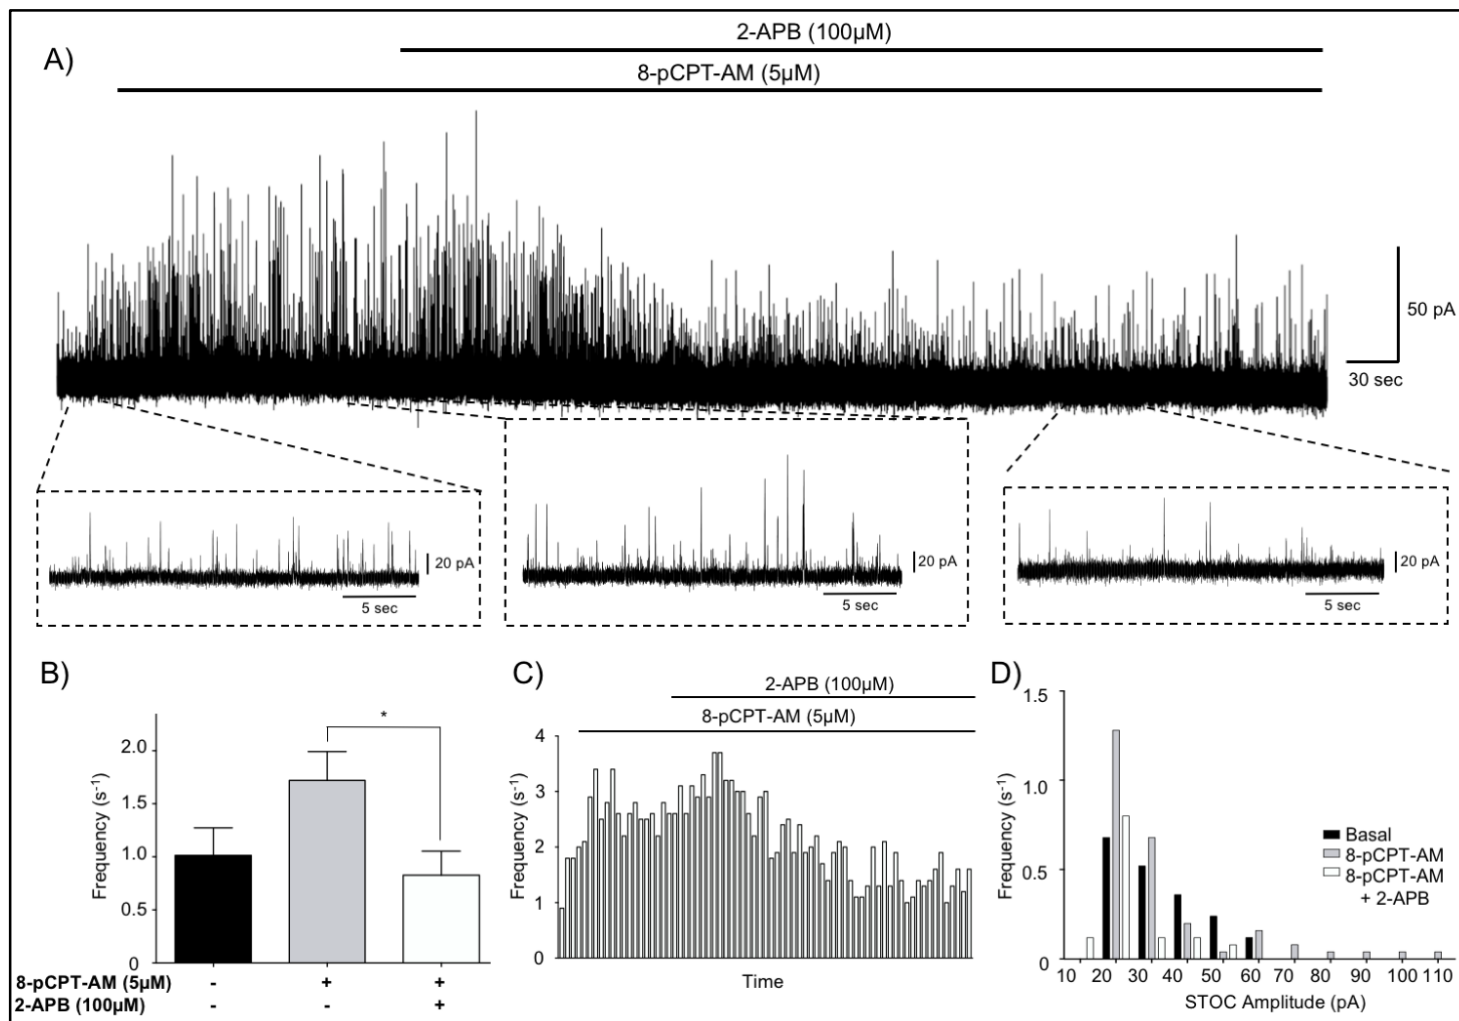 A)
2-APB (100µM)
8-pCPT-AM (5µM)
50 pA
30 sec
20 pA
5 sec
20 pA
5 sec
20 pA
5 sec
B)
*
Frequency (s⁻¹)
2.0
1.5
1.0
0.5
0
8-pCPT-AM (5µM) - + +
2-APB (100µM) - - +
C)
2-APB (100µM)
8-pCPT-AM (5µM)
Frequency (s⁻¹)
4
3
2
1
0
Time
D)
Frequency (s⁻¹)
1.5
1.0
0.5
0
Basal
8-pCPT-AM
8-pCPT-AM
+ 2-APB
10 20 30 40 50 60 70 80 90 100 110
STOC Amplitude (pA)